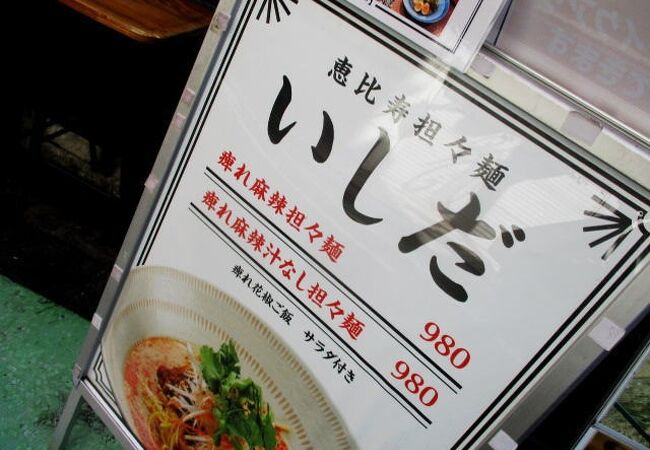 恵比寿担々麺
いしだ
痺れ麻辣担々麺 980
痺れ麻辣汁なし担々麺 980
痺れ花椒ご飯 サラダ付き